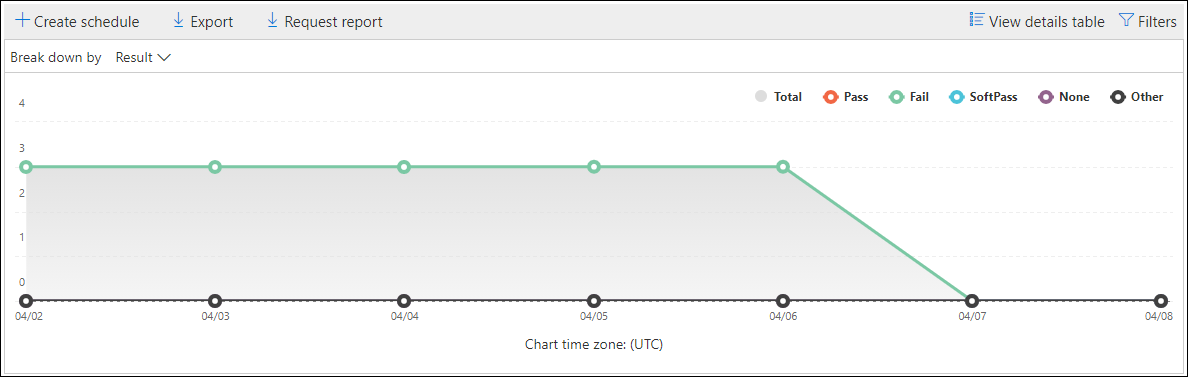 Create schedule Export Request report View details table Filters
Break down by Result
Total Pass Fail SoftPass None Other
4
3
2
1
0
04/02 04/03 04/04 04/05 04/06 04/07 04/08
Chart time zone: (UTC)